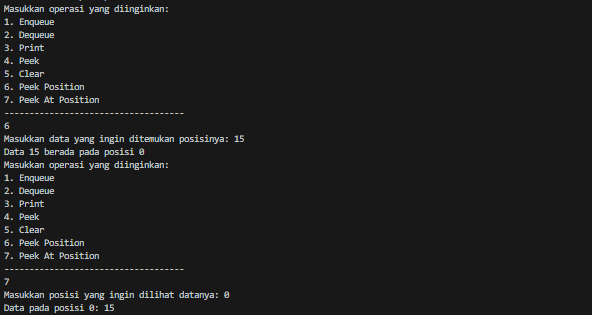 Masukkan operasi yang diinginkan:
1. Enqueue
2. Dequeue
3. Print
4. Peek
5. Clear
6. Peek Position
7. Peek At Position
------------------------------------
6
Masukkan data yang ingin ditemukan posisinya: 15
Data 15 berada pada posisi 0
Masukkan operasi yang diinginkan:
1. Enqueue
2. Dequeue
3. Print
4. Peek
5. Clear
6. Peek Position
7. Peek At Position
------------------------------------
7
Masukkan posisi yang ingin dilihat datanya: 0
Data pada posisi 0: 15